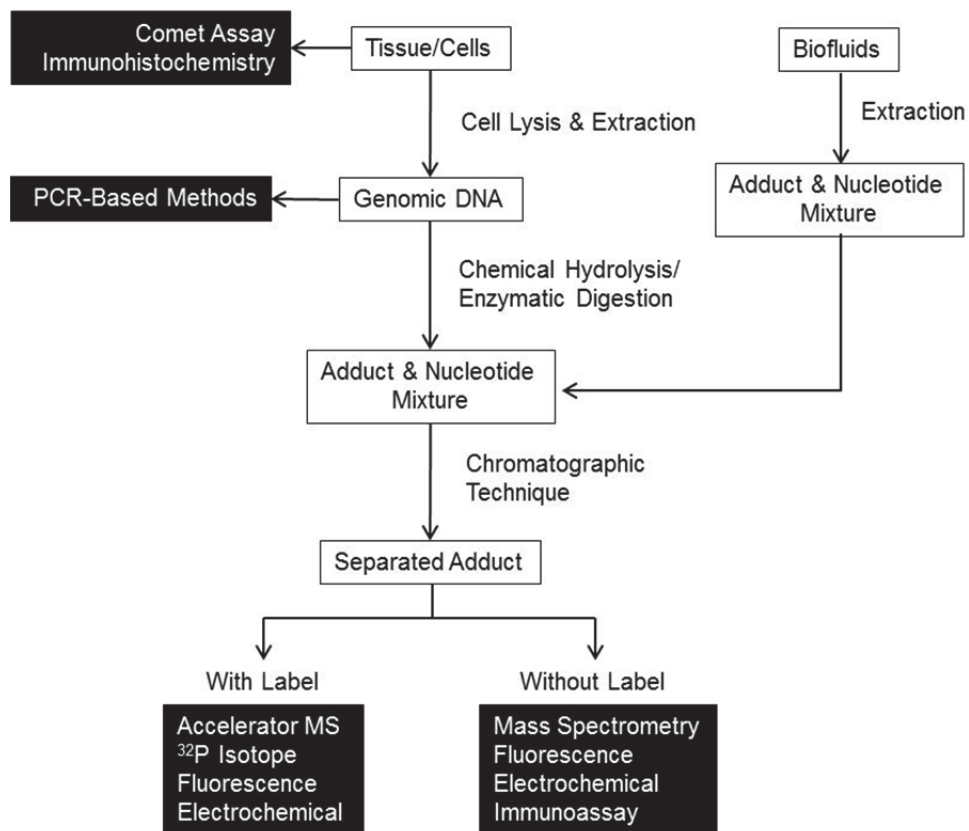 Comet Assay
Immunohistochemistry
Tissue/Cells
Biofluids
Cell Lysis & Extraction
Extraction
PCR-Based Methods
Genomic DNA
Adduct & Nucleotide
Mixture
Chemical Hydrolysis/
Enzymatic Digestion
Adduct & Nucleotide
Mixture
Chromatographic
Technique
Separated Adduct
With Label
Without Label
Accelerator MS
³²P Isotope
Fluorescence
Electrochemical
Mass Spectrometry
Fluorescence
Electrochemical
Immunoassay